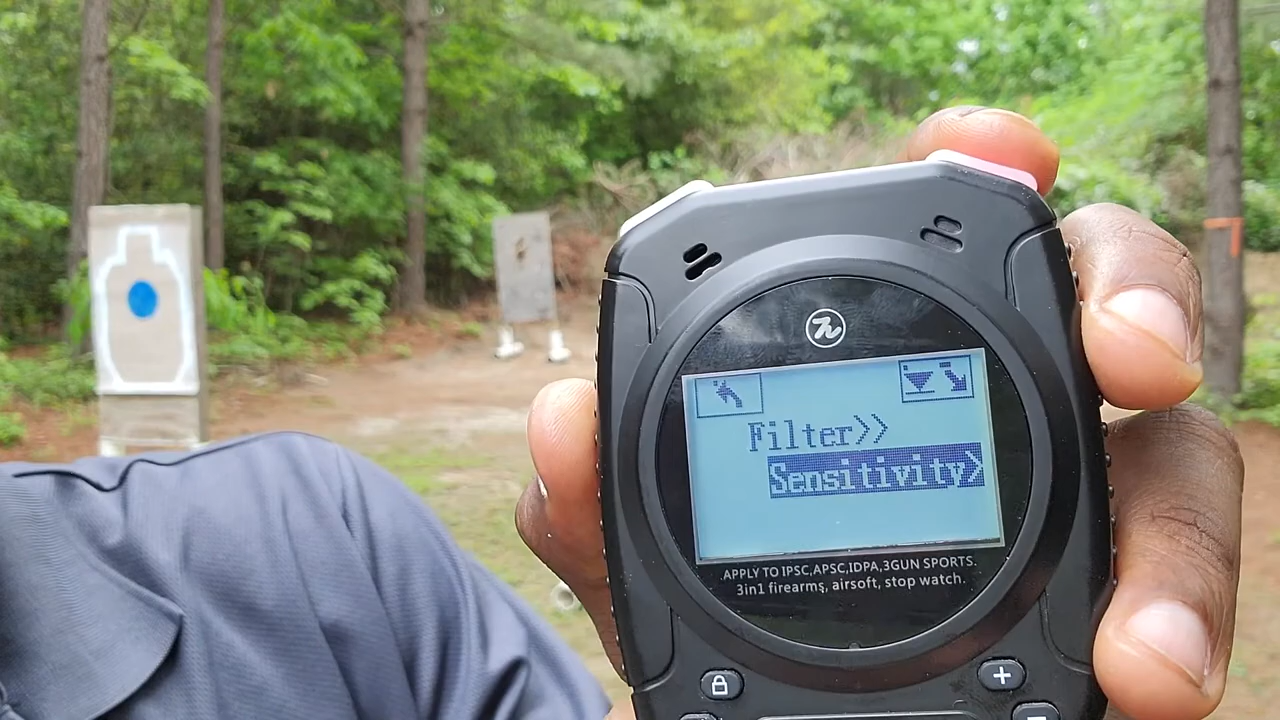 Filter》
Sensitivity>
APPLY TO IPSC,APSC,IDPA,3GUN SPORTS.
3in1 firearms, airsoft, stop watch.
+